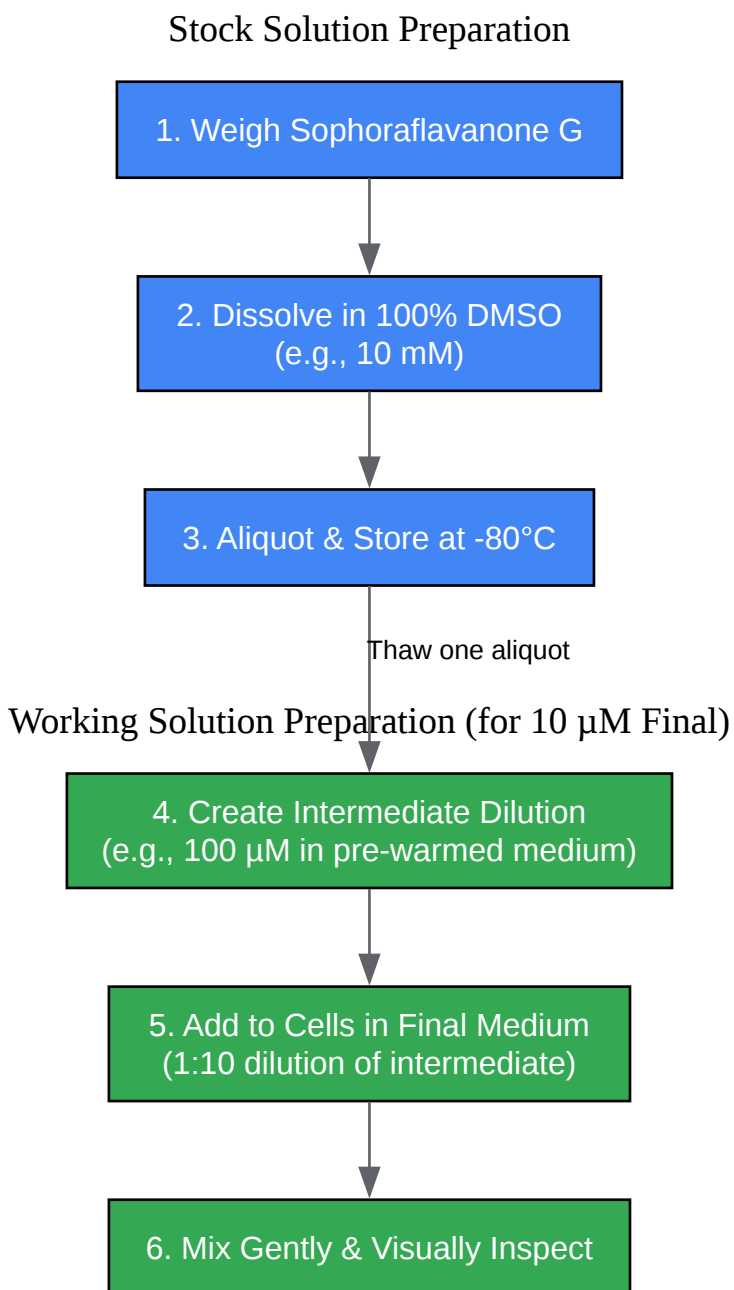 Stock Solution Preparation
1. Weigh Sophoraflavanone G
2. Dissolve in 100% DMSO
(e.g., 10 mM)
3. Aliquot & Store at -80°C
Thaw one aliquot
Working Solution Preparation (for 10 µM Final)
4. Create Intermediate Dilution
(e.g., 100 µM in pre-warmed medium)
5. Add to Cells in Final Medium
(1:10 dilution of intermediate)
6. Mix Gently & Visually Inspect